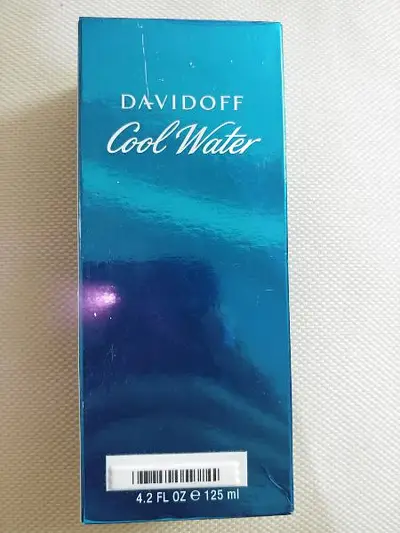 DAVIDOFF
Cool Water
4.2 FL OZ ℮ 125 ml